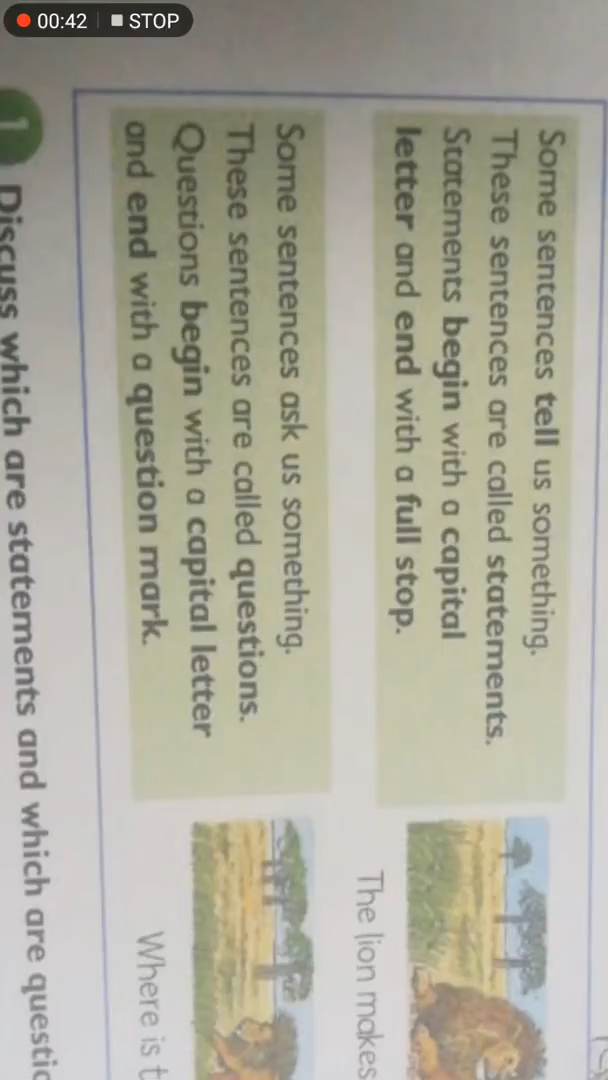 00:42 STOP
Some sentences tell us something.
These sentences are called statements.
Statements begin with a capital
letter and end with a full stop.
The lion makes
Some sentences ask us something.
These sentences are called questions.
Questions begin with a capital letter
and end with a question mark.
Where is t
1 Discuss which are statements and which are questio